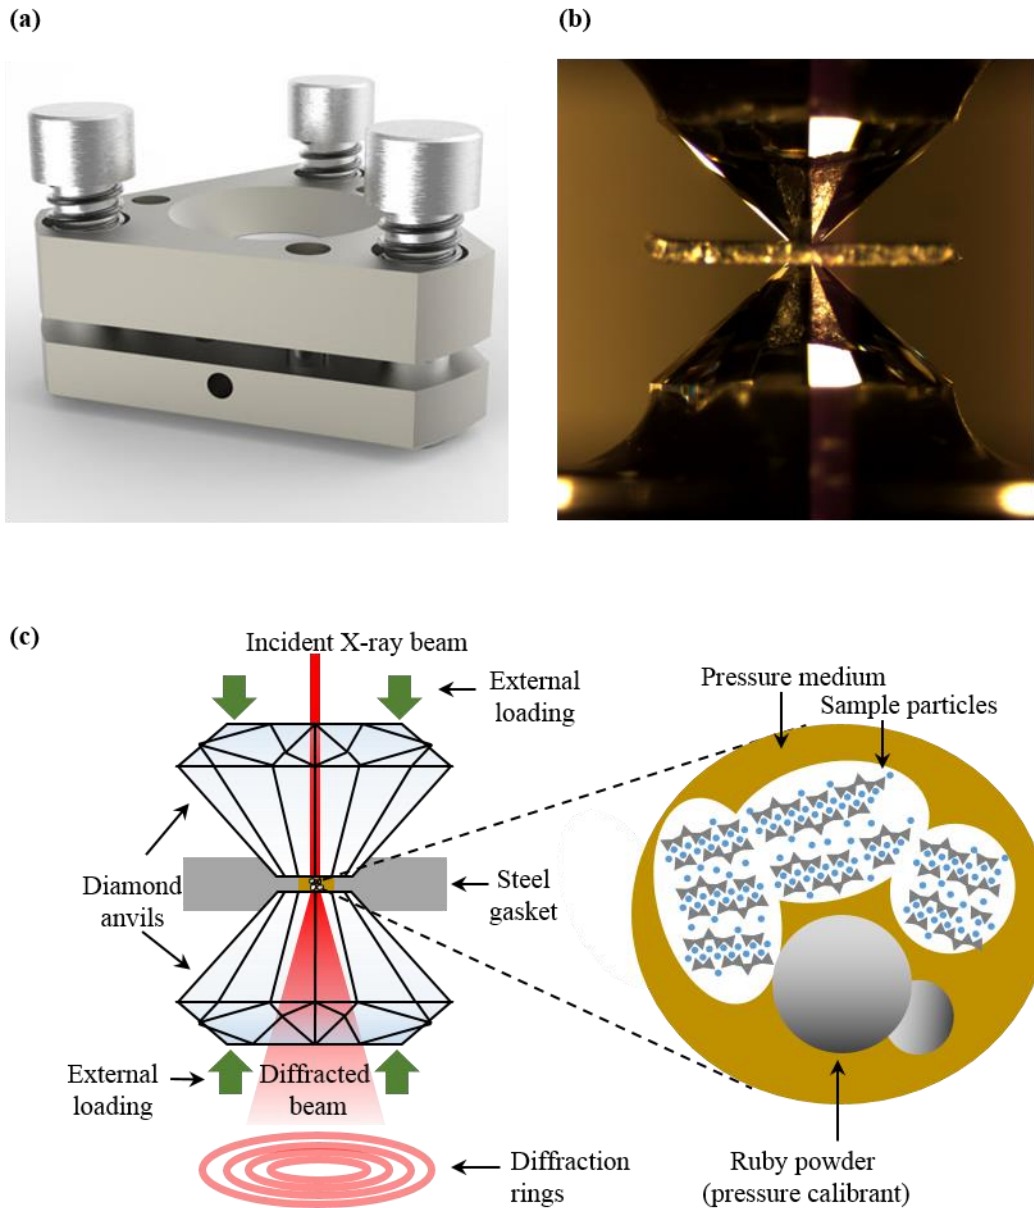 (a)
(b)
(c)
Incident X-ray beam
External
loading
Pressure medium
Sample particles
Diamond
anvils
Steel
gasket
External
loading
Diffracted
beam
Diffraction
rings
Ruby powder
(pressure calibrant)